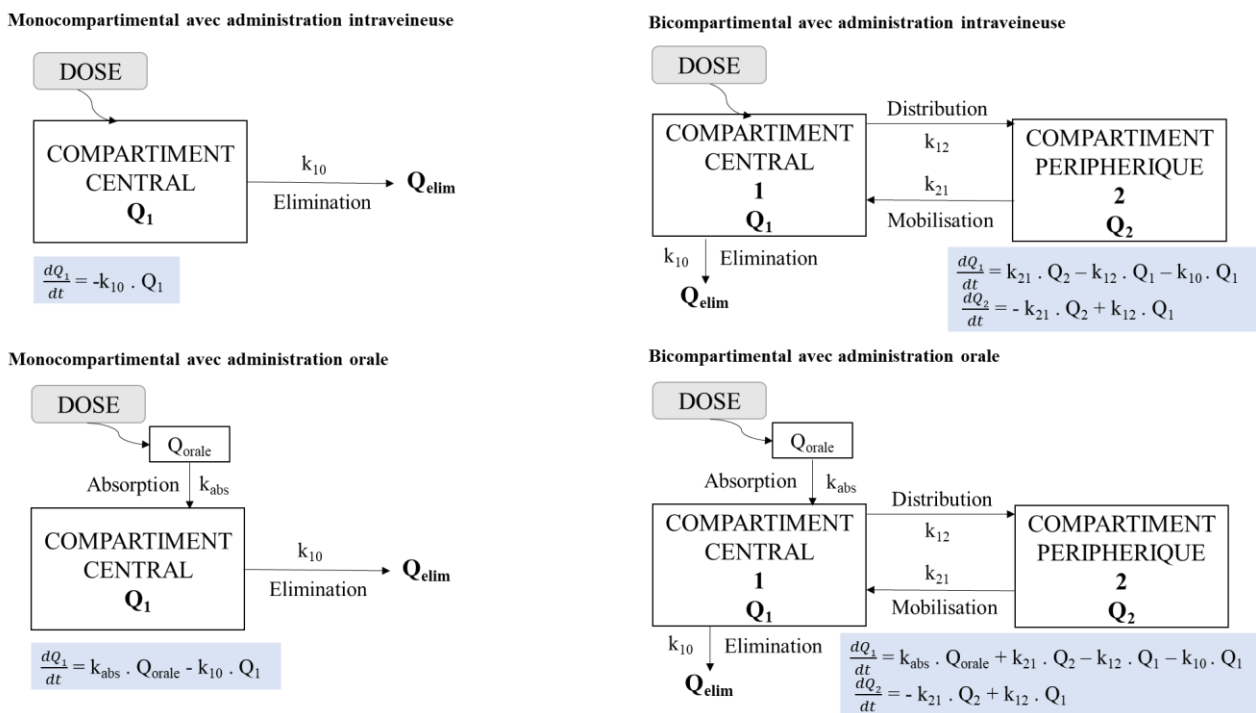 Monocompartimental avec administration intraveineuse
DOSE
COMPARTIMENT
CENTRAL
Q1
k10
Elimination
Qelim
dQ1/dt = -k10 . Q1
Bicompartimental avec administration intraveineuse
DOSE
COMPARTIMENT
CENTRAL
1
Q1
Distribution
k12
k21
Mobilisation
COMPARTIMENT
PERIPHERIQUE
2
Q2
k10
Elimination
Qelim
dQ1/dt = k21 . Q2 – k12 . Q1 – k10 . Q1
dQ2/dt = - k21 . Q2 + k12 . Q1
Monocompartimental avec administration orale
DOSE
Qorale
Absorption
kabs
COMPARTIMENT
CENTRAL
Q1
k10
Elimination
Qelim
dQ1/dt = kabs . Qorale - k10 . Q1
Bicompartimental avec administration orale
DOSE
Qorale
Absorption
kabs
COMPARTIMENT
CENTRAL
1
Q1
Distribution
k12
k21
Mobilisation
COMPARTIMENT
PERIPHERIQUE
2
Q2
k10
Elimination
Qelim
dQ1/dt = kabs . Qorale + k21 . Q2 – k12 . Q1 – k10 . Q1
dQ2/dt = - k21 . Q2 + k12 . Q1